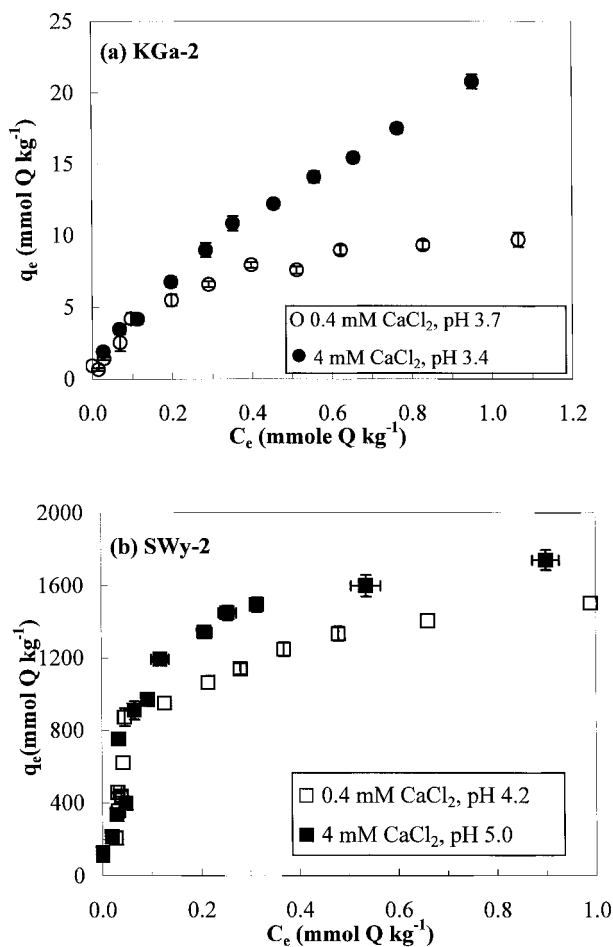 25
(a) KGa-2
20
15
10
5
0
qₑ (mmol Q kg⁻¹)
○ 0.4 mM CaCl₂, pH 3.7
● 4 mM CaCl₂, pH 3.4
0.0 0.2 0.4 0.6 0.8 1.0 1.2
Cₑ (mmole Q kg⁻¹)
2000
(b) SWy-2
1600
1200
800
400
0
qₑ(mmol Q kg⁻¹)
□ 0.4 mM CaCl₂, pH 4.2
■ 4 mM CaCl₂, pH 5.0
0.0 0.2 0.4 0.6 0.8 1.0
Cₑ (mmol Q kg⁻¹)